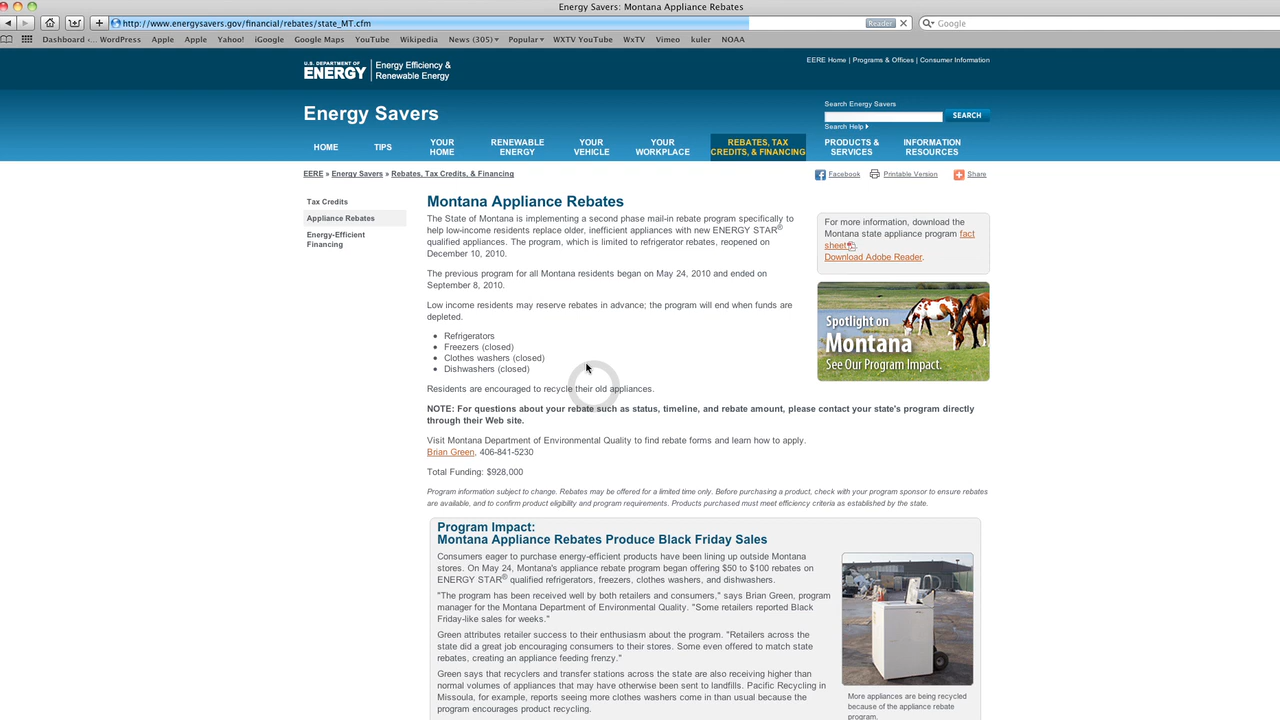 Energy Savers: Montana Appliance Rebates
http://www.energysavers.gov/financial/rebates/state_MT.cfm
Reader
Google
Dashboard ‹... WordPress Apple Apple Yahoo! iGoogle Google Maps YouTube Wikipedia News (305) Popular WXTV YouTube WxTV Vimeo kuler NOAA
U.S. DEPARTMENT OF
ENERGY
Energy Efficiency &
Renewable Energy
EERE Home | Programs & Offices | Consumer Information
Energy Savers
Search Energy Savers
SEARCH
Search Help
HOME
TIPS
YOUR
HOME
RENEWABLE
ENERGY
YOUR
VEHICLE
YOUR
WORKPLACE
REBATES, TAX
CREDITS, & FINANCING
PRODUCTS &
SERVICES
INFORMATION
RESOURCES
EERE » Energy Savers » Rebates, Tax Credits, & Financing
Facebook Printable Version Share
Tax Credits
Appliance Rebates
Energy-Efficient
Financing
Montana Appliance Rebates
The State of Montana is implementing a second phase mail-in rebate program specifically to
help low-income residents replace older, inefficient appliances with new ENERGY STAR®
qualified appliances. The program, which is limited to refrigerator rebates, reopened on
December 10, 2010.
The previous program for all Montana residents began on May 24, 2010 and ended on
September 8, 2010.
Low income residents may reserve rebates in advance; the program will end when funds are
depleted.
• Refrigerators
• Freezers (closed)
• Clothes washers (closed)
• Dishwashers (closed)
Residents are encouraged to recycle their old appliances.
NOTE: For questions about your rebate such as status, timeline, and rebate amount, please contact your state's program directly
through their Web site.
Visit Montana Department of Environmental Quality to find rebate forms and learn how to apply.
Brian Green, 406-841-5230
Total Funding: $928,000
Program information subject to change. Rebates may be offered for a limited time only. Before purchasing a product, check with your program sponsor to ensure rebates
are available, and to confirm product eligibility and program requirements. Products purchased must meet efficiency criteria as established by the state.
For more information, download the
Montana state appliance program fact
sheet.
Download Adobe Reader.
Spotlight on
Montana
See Our Program Impact.
Program Impact:
Montana Appliance Rebates Produce Black Friday Sales
Consumers eager to purchase energy-efficient products have been lining up outside Montana
stores. On May 24, Montana's appliance rebate program began offering $50 to $100 rebates on
ENERGY STAR® qualified refrigerators, freezers, clothes washers, and dishwashers.
"The program has been received well by both retailers and consumers," says Brian Green, program
manager for the Montana Department of Environmental Quality. "Some retailers reported Black
Friday-like sales for weeks."
Green attributes retailer success to their enthusiasm about the program. "Retailers across the
state did a great job encouraging consumers to their stores. Some even offered to match state
rebates, creating an appliance feeding frenzy."
Green says that recyclers and transfer stations across the state are also receiving higher than
normal volumes of appliances that may have otherwise been sent to landfills. Pacific Recycling in
Missoula, for example, reports seeing more clothes washers come in than usual because the
program encourages product recycling.
More appliances are being recycled
because of the appliance rebate
program.